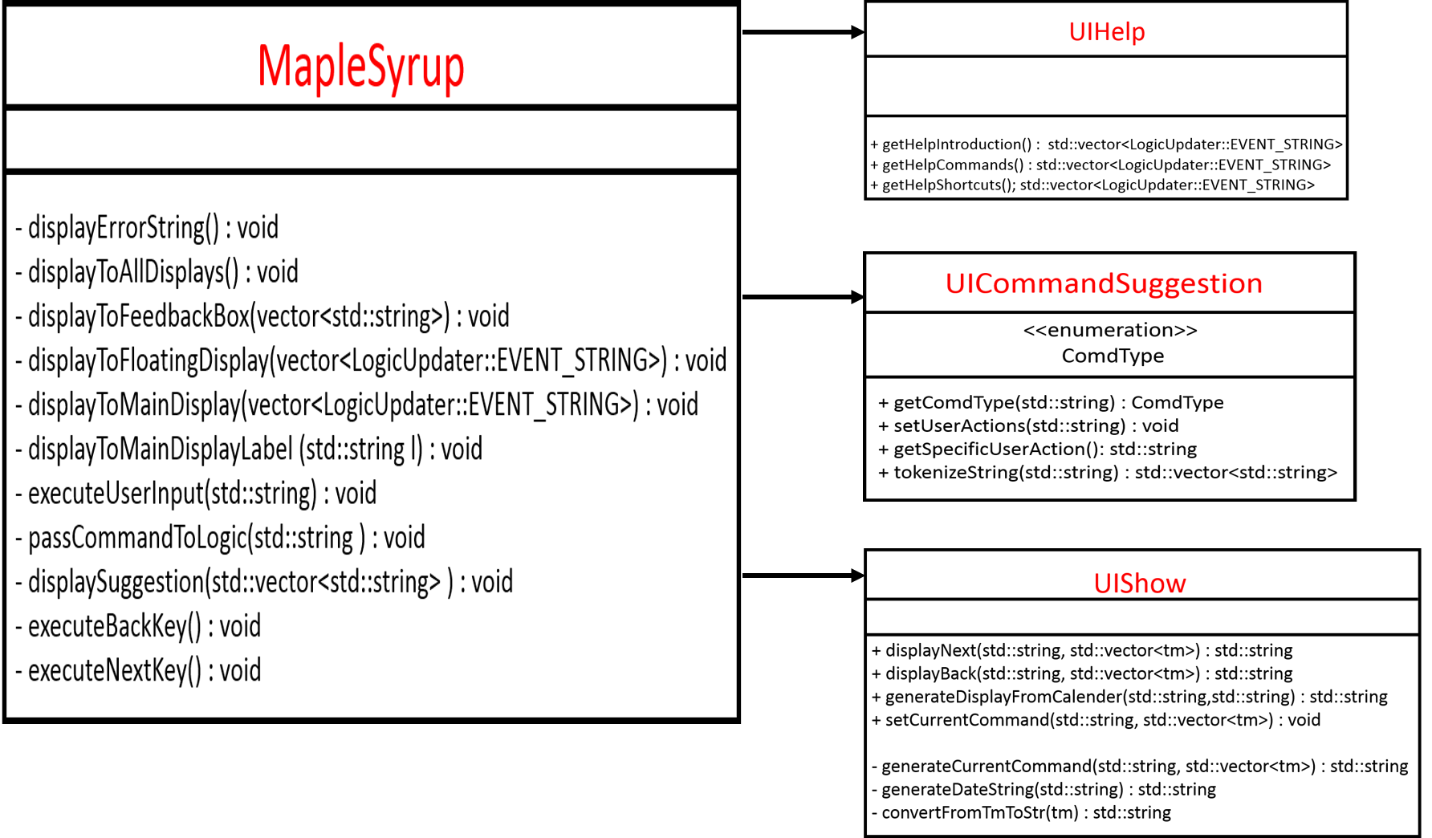 MapleSyrup
- displayErrorString() : void
- displayToAllDisplays() : void
- displayToFeedbackBox(vector<std::string>) : void
- displayToFloatingDisplay(vector<LogicUpdater::EVENT_STRING>) : void
- displayToMainDisplay(vector<LogicUpdater::EVENT_STRING>) : void
- displayToMainDisplayLabel (std::string l) : void
- executeUserInput(std::string) : void
- passCommandToLogic(std::string ) : void
- displaySuggestion(std::vector<std::string> ) : void
- executeBackKey() : void
- executeNextKey() : void
UIHelp
+ getHelpIntroduction() : std::vector<LogicUpdater::EVENT_STRING>
+ getHelpCommands() : std::vector<LogicUpdater::EVENT_STRING>
+ getHelpShortcuts(); std::vector<LogicUpdater::EVENT_STRING>
UICommandSuggestion
<<enumeration>>
ComdType
+ getComdType(std::string) : ComdType
+ setUserActions(std::string) : void
+ getSpecificUserAction(): std::string
+ tokenizeString(std::string) : std::vector<std::string>
UIShow
+ displayNext(std::string, std::vector<tm>) : std::string
+ displayBack(std::string, std::vector<tm>) : std::string
+ generateDisplayFromCalender(std::string,std::string) : std::string
+ setCurrentCommand(std::string, std::vector<tm>) : void
- generateCurrentCommand(std::string, std::vector<tm>) : std::string
- generateDateString(std::string) : std::string
- convertFromTmToStr(tm) : std::string